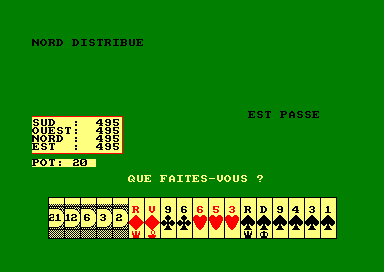 NORD DISTRIBUE
EST PASSE
SUD : 495
OUEST: 495
NORD : 495
EST : 495
POT: 20
QUE FAITES-VOUS ?
21 12 6 3 2 R V 9 6 6 5 3 R D 9 4 3 1